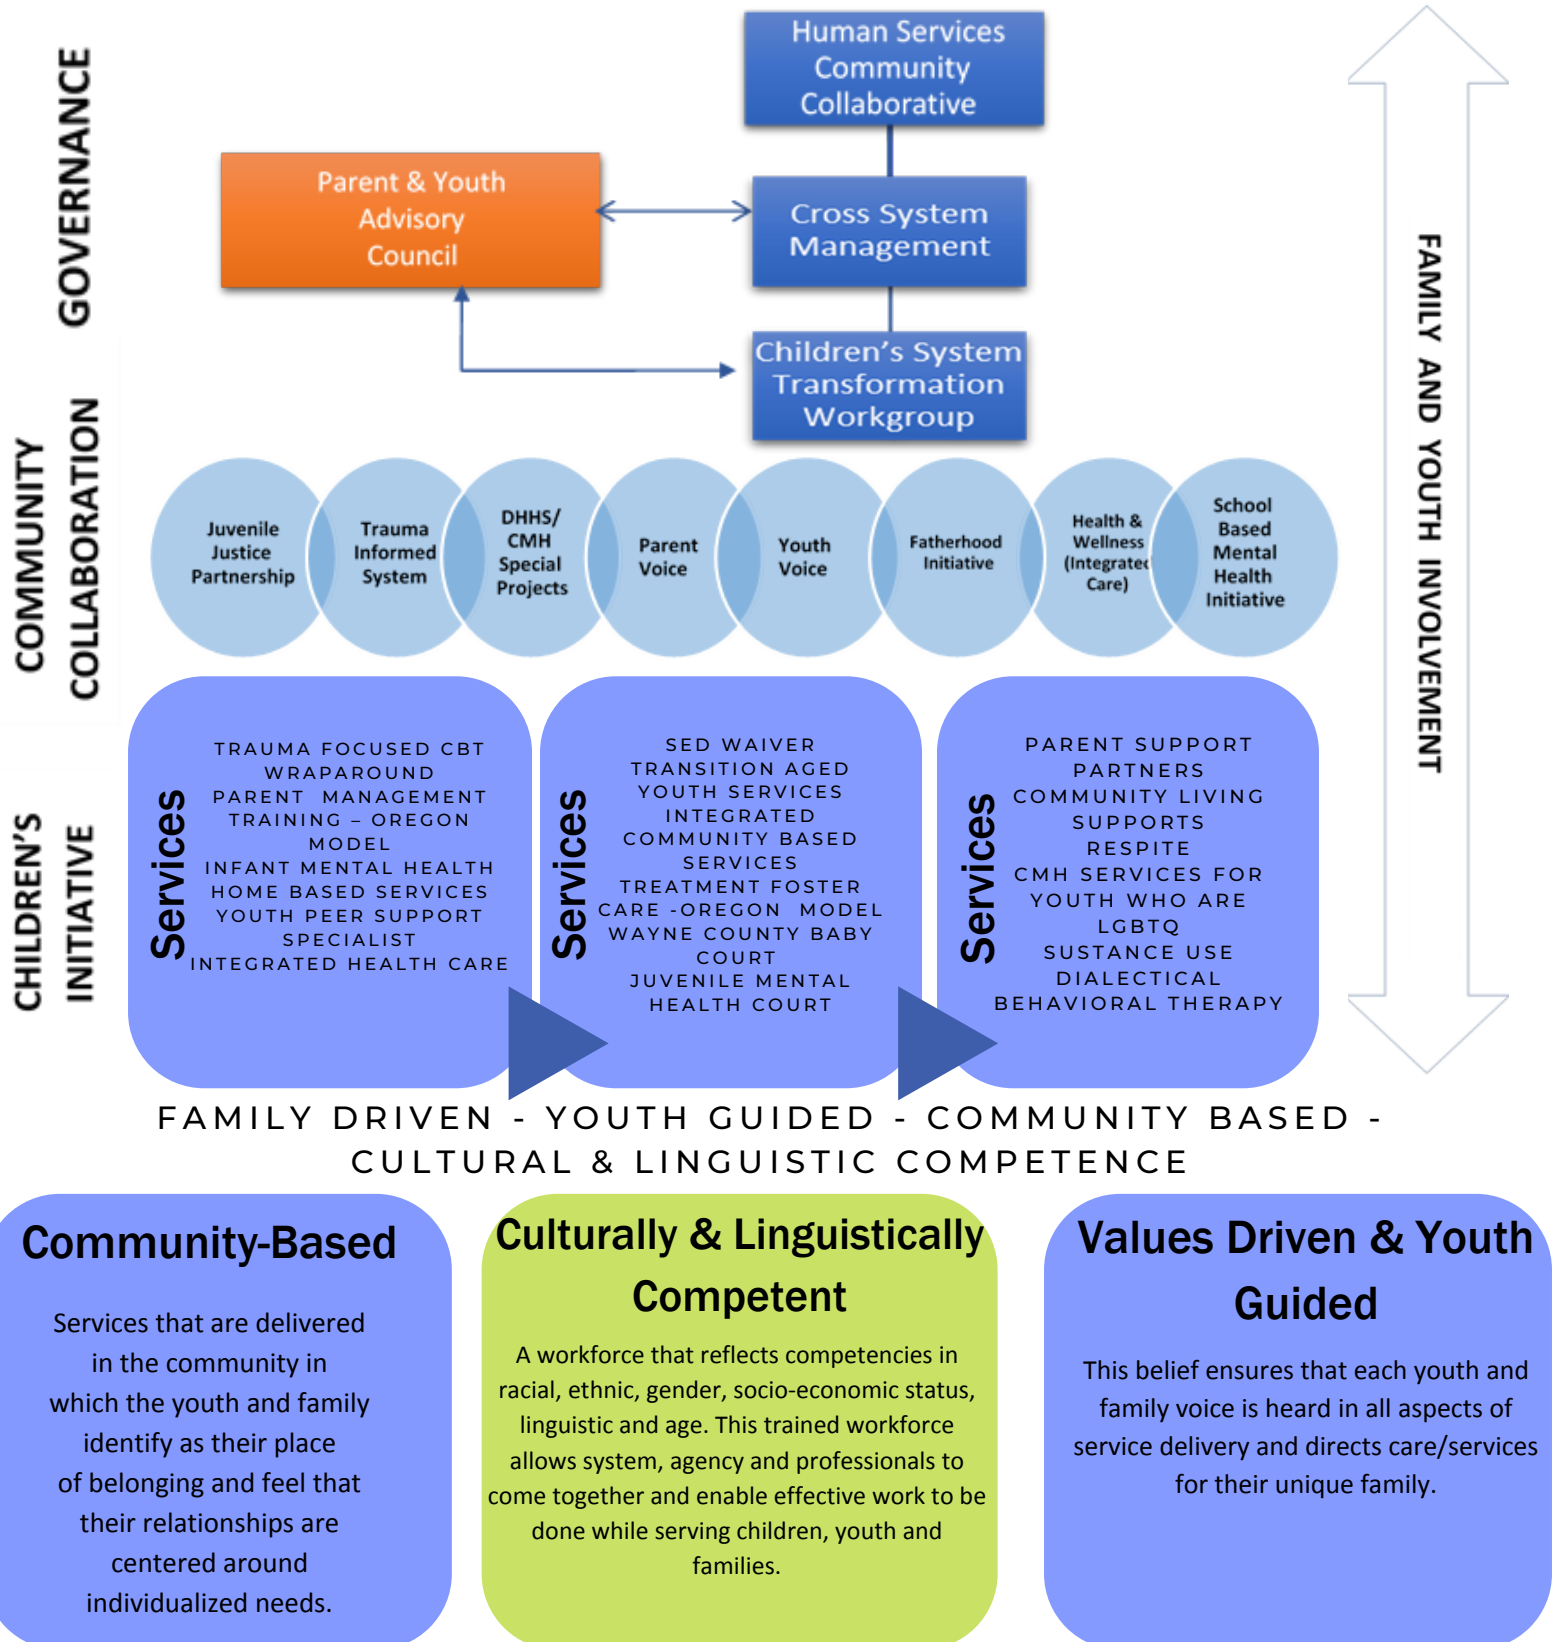 GOVERNANCE
Human Services
Community
Collaborative
Parent & Youth
Advisory
Council
Cross System
Management
Children's System
Transformation
Workgroup
FAMILY AND YOUTH INVOLVEMENT
COMMUNITY
COLLABORATION
Juvenile
Justice
Partnership
Trauma
Informed
System
DHHS/
CMH
Special
Projects
Parent
Voice
Youth
Voice
Fatherhood
Initiative
Health &
Wellness
(Integrated
Care)
School
Based
Mental
Health
Initiative
CHILDREN'S
INITIATIVE
Services
TRAUMA FOCUSED CBT
WRAPAROUND
PARENT MANAGEMENT
TRAINING – OREGON
MODEL
INFANT MENTAL HEALTH
HOME BASED SERVICES
YOUTH PEER SUPPORT
SPECIALIST
INTEGRATED HEALTH CARE
Services
SED WAIVER
TRANSITION AGED
YOUTH SERVICES
INTEGRATED
COMMUNITY BASED
SERVICES
TREATMENT FOSTER
CARE -OREGON MODEL
WAYNE COUNTY BABY
COURT
JUVENILE MENTAL
HEALTH COURT
Services
PARENT SUPPORT
PARTNERS
COMMUNITY LIVING
SUPPORTS
RESPITE
CMH SERVICES FOR
YOUTH WHO ARE
LGBTQ
SUSTANCE USE
DIALECTICAL
BEHAVIORAL THERAPY
FAMILY DRIVEN - YOUTH GUIDED - COMMUNITY BASED -
CULTURAL & LINGUISTIC COMPETENCE
Community-Based
Services that are delivered
in the community in
which the youth and family
identify as their place
of belonging and feel that
their relationships are
centered around
individualized needs.
Culturally & Linguistically
Competent
A workforce that reflects competencies in
racial, ethnic, gender, socio-economic status,
linguistic and age. This trained workforce
allows system, agency and professionals to
come together and enable effective work to be
done while serving children, youth and
families.
Values Driven & Youth
Guided
This belief ensures that each youth and
family voice is heard in all aspects of
service delivery and directs care/services
for their unique family.